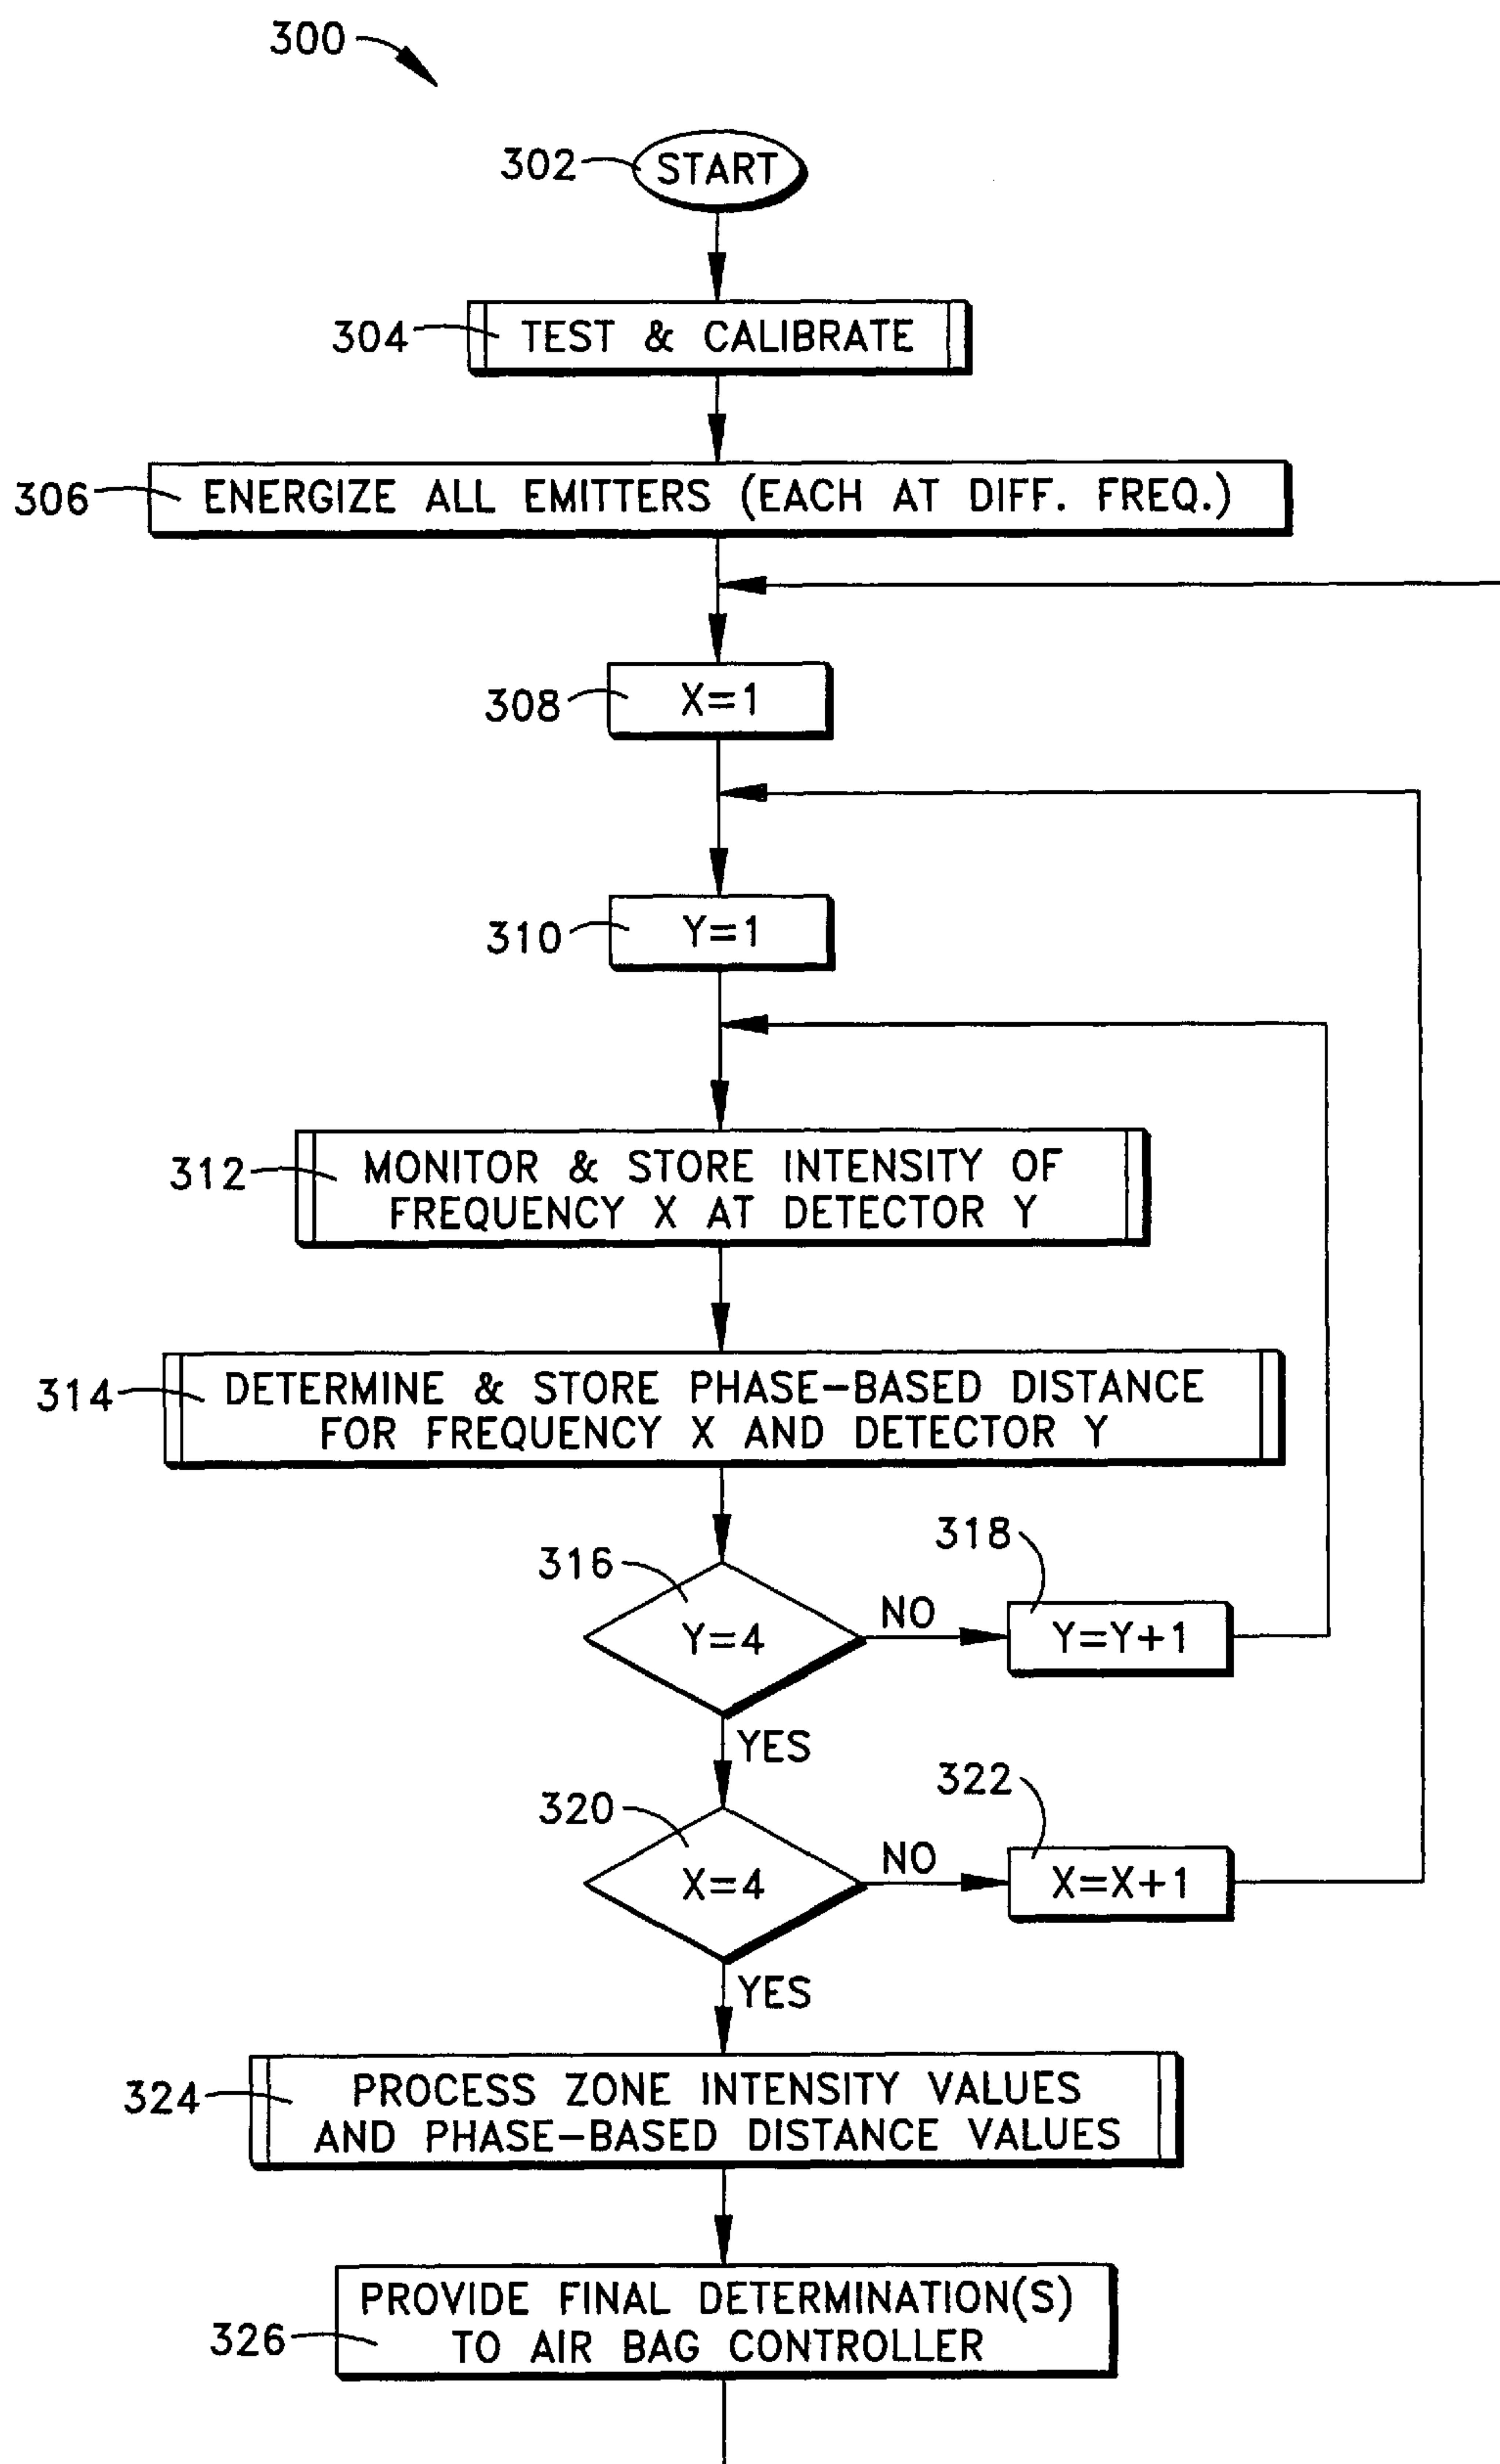 300
302 START
304 TEST & CALIBRATE
306 ENERGIZE ALL EMITTERS (EACH AT DIFF. FREQ.)
308 X=1
310 Y=1
312 MONITOR & STORE INTENSITY OF
FREQUENCY X AT DETECTOR Y
314 DETERMINE & STORE PHASE-BASED DISTANCE
FOR FREQUENCY X AND DETECTOR Y
316 Y=4 NO 318 Y=Y+1
YES
320 X=4 NO 322 X=X+1
YES
324 PROCESS ZONE INTENSITY VALUES
AND PHASE-BASED DISTANCE VALUES
326 PROVIDE FINAL DETERMINATION(S)
TO AIR BAG CONTROLLER